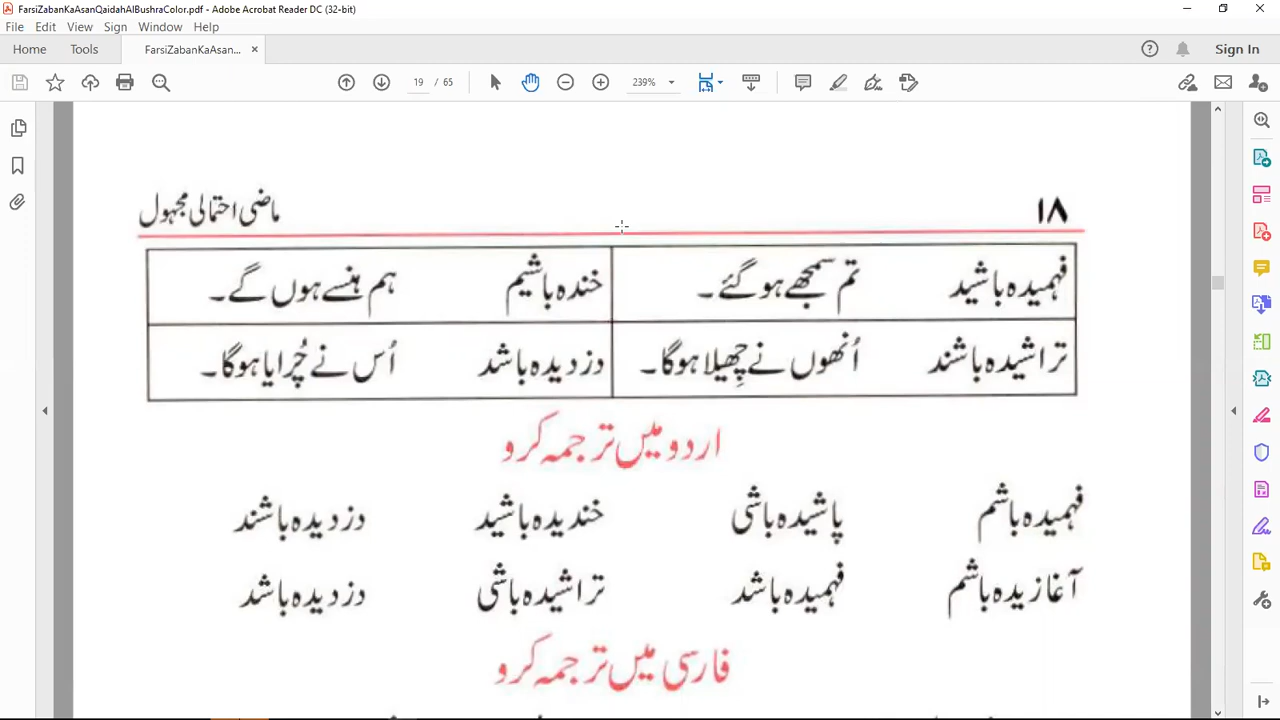 FarsiZabanKaAsanQaidahAlBushraColor.pdf - Adobe Acrobat Reader DC (32-bit)
File Edit View Sign Window Help
Home Tools FarsiZabanKaAsan... × Sign In
19 / 65 239%
۱۸ ماضی احتمالی مجہول
فہمیدہ باشید تم سمجھے ہو گئے۔ خندہ باشیم ہم ہنسے ہوں گے۔
تراشیدہ باشند اُنھوں نے چِھیلا ہوگا۔ دزدیدہ باشد اُس نے چُرایا ہوگا۔
اردو میں ترجمہ کرو
فہمیدہ باشم پاشیدہ باشی خندیدہ باشید دزدیدہ باشند
آغازیدہ باشم فہمیدہ باشد تراشیدہ باشی دزدیدہ باشد
فارسی میں ترجمہ کرو